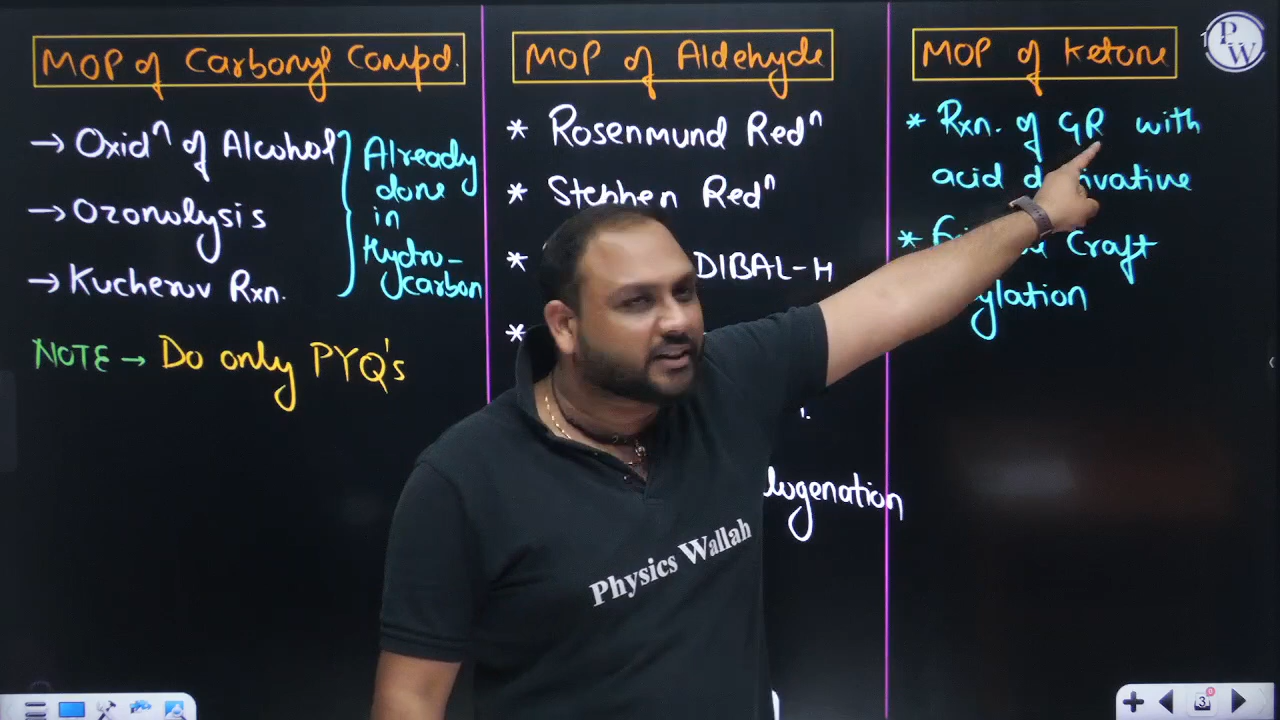 MOP of Carbonyl Compd.
→ Oxidⁿ of Alcohol
→ Ozonolysis
→ Kucherov Rxn.
Already
done
in
Hydro-
carbon
NOTE → Do only PYQ's
MOP of Aldehyde
* Rosenmund Redⁿ
* Stephen Redⁿ
* DIBAL-H
*
logenation
MOP of Ketone
* Rxn. of GR with
acid derivative
* Craft
ylation
PW
Physics Wallah
3